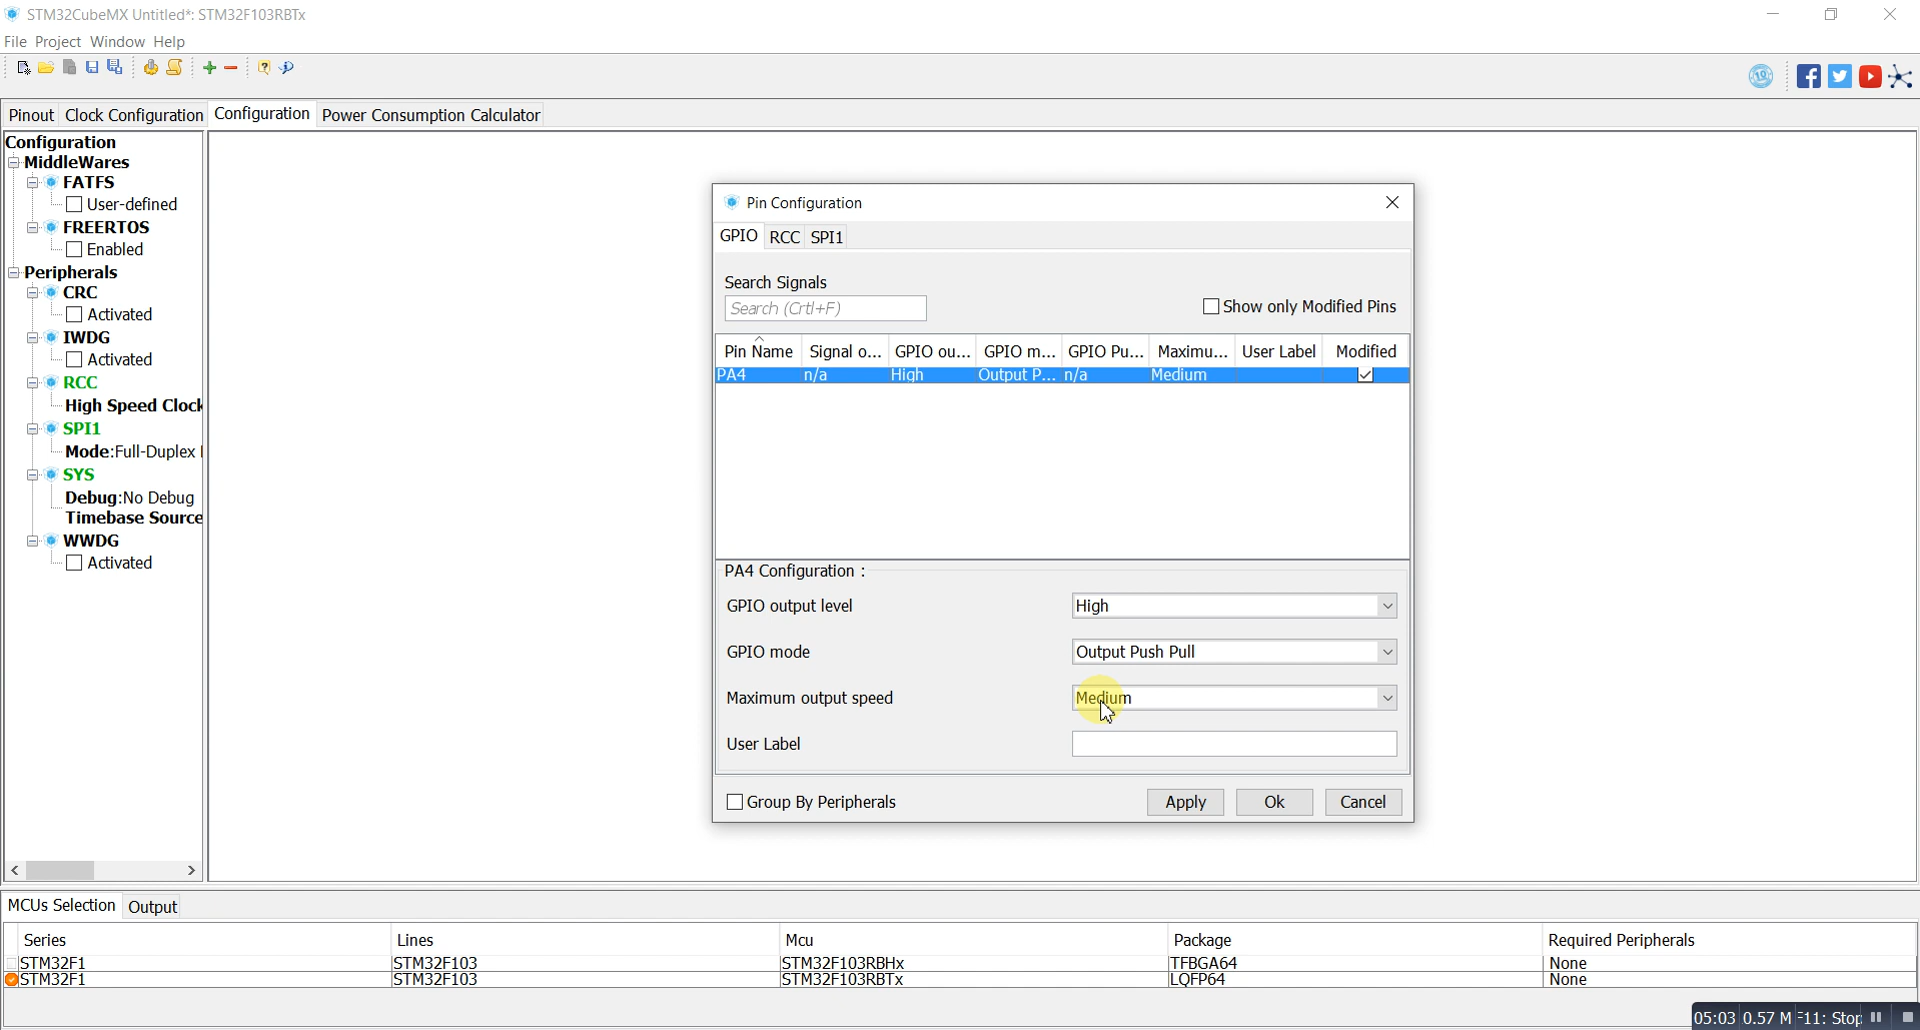 STM32CubeMX Untitled*: STM32F103RBTx
File Project Window Help
Pinout Clock Configuration Configuration Power Consumption Calculator
Configuration
MiddleWares
FATFS
User-defined
FREERTOS
Enabled
Peripherals
CRC
Activated
IWDG
Activated
RCC
High Speed Clock
SPI1
Mode:Full-Duplex
SYS
Debug:No Debug
Timebase Source
WWDG
Activated
Pin Configuration
GPIO RCC SPI1
Search Signals
Search (Crtl+F)
Show only Modified Pins
Pin Name Signal o... GPIO ou... GPIO m... GPIO Pu... Maximu... User Label Modified
PA4 n/a High Output P... n/a Medium
PA4 Configuration :
GPIO output level High
GPIO mode Output Push Pull
Maximum output speed Medium
User Label
Group By Peripherals Apply Ok Cancel
MCUs Selection Output
Series Lines Mcu Package Required Peripherals
STM32F1 STM32F103 STM32F103RBHx TFBGA64 None
STM32F1 STM32F103 STM32F103RBTx LQFP64 None
05:03 0.57 M F11: Stop